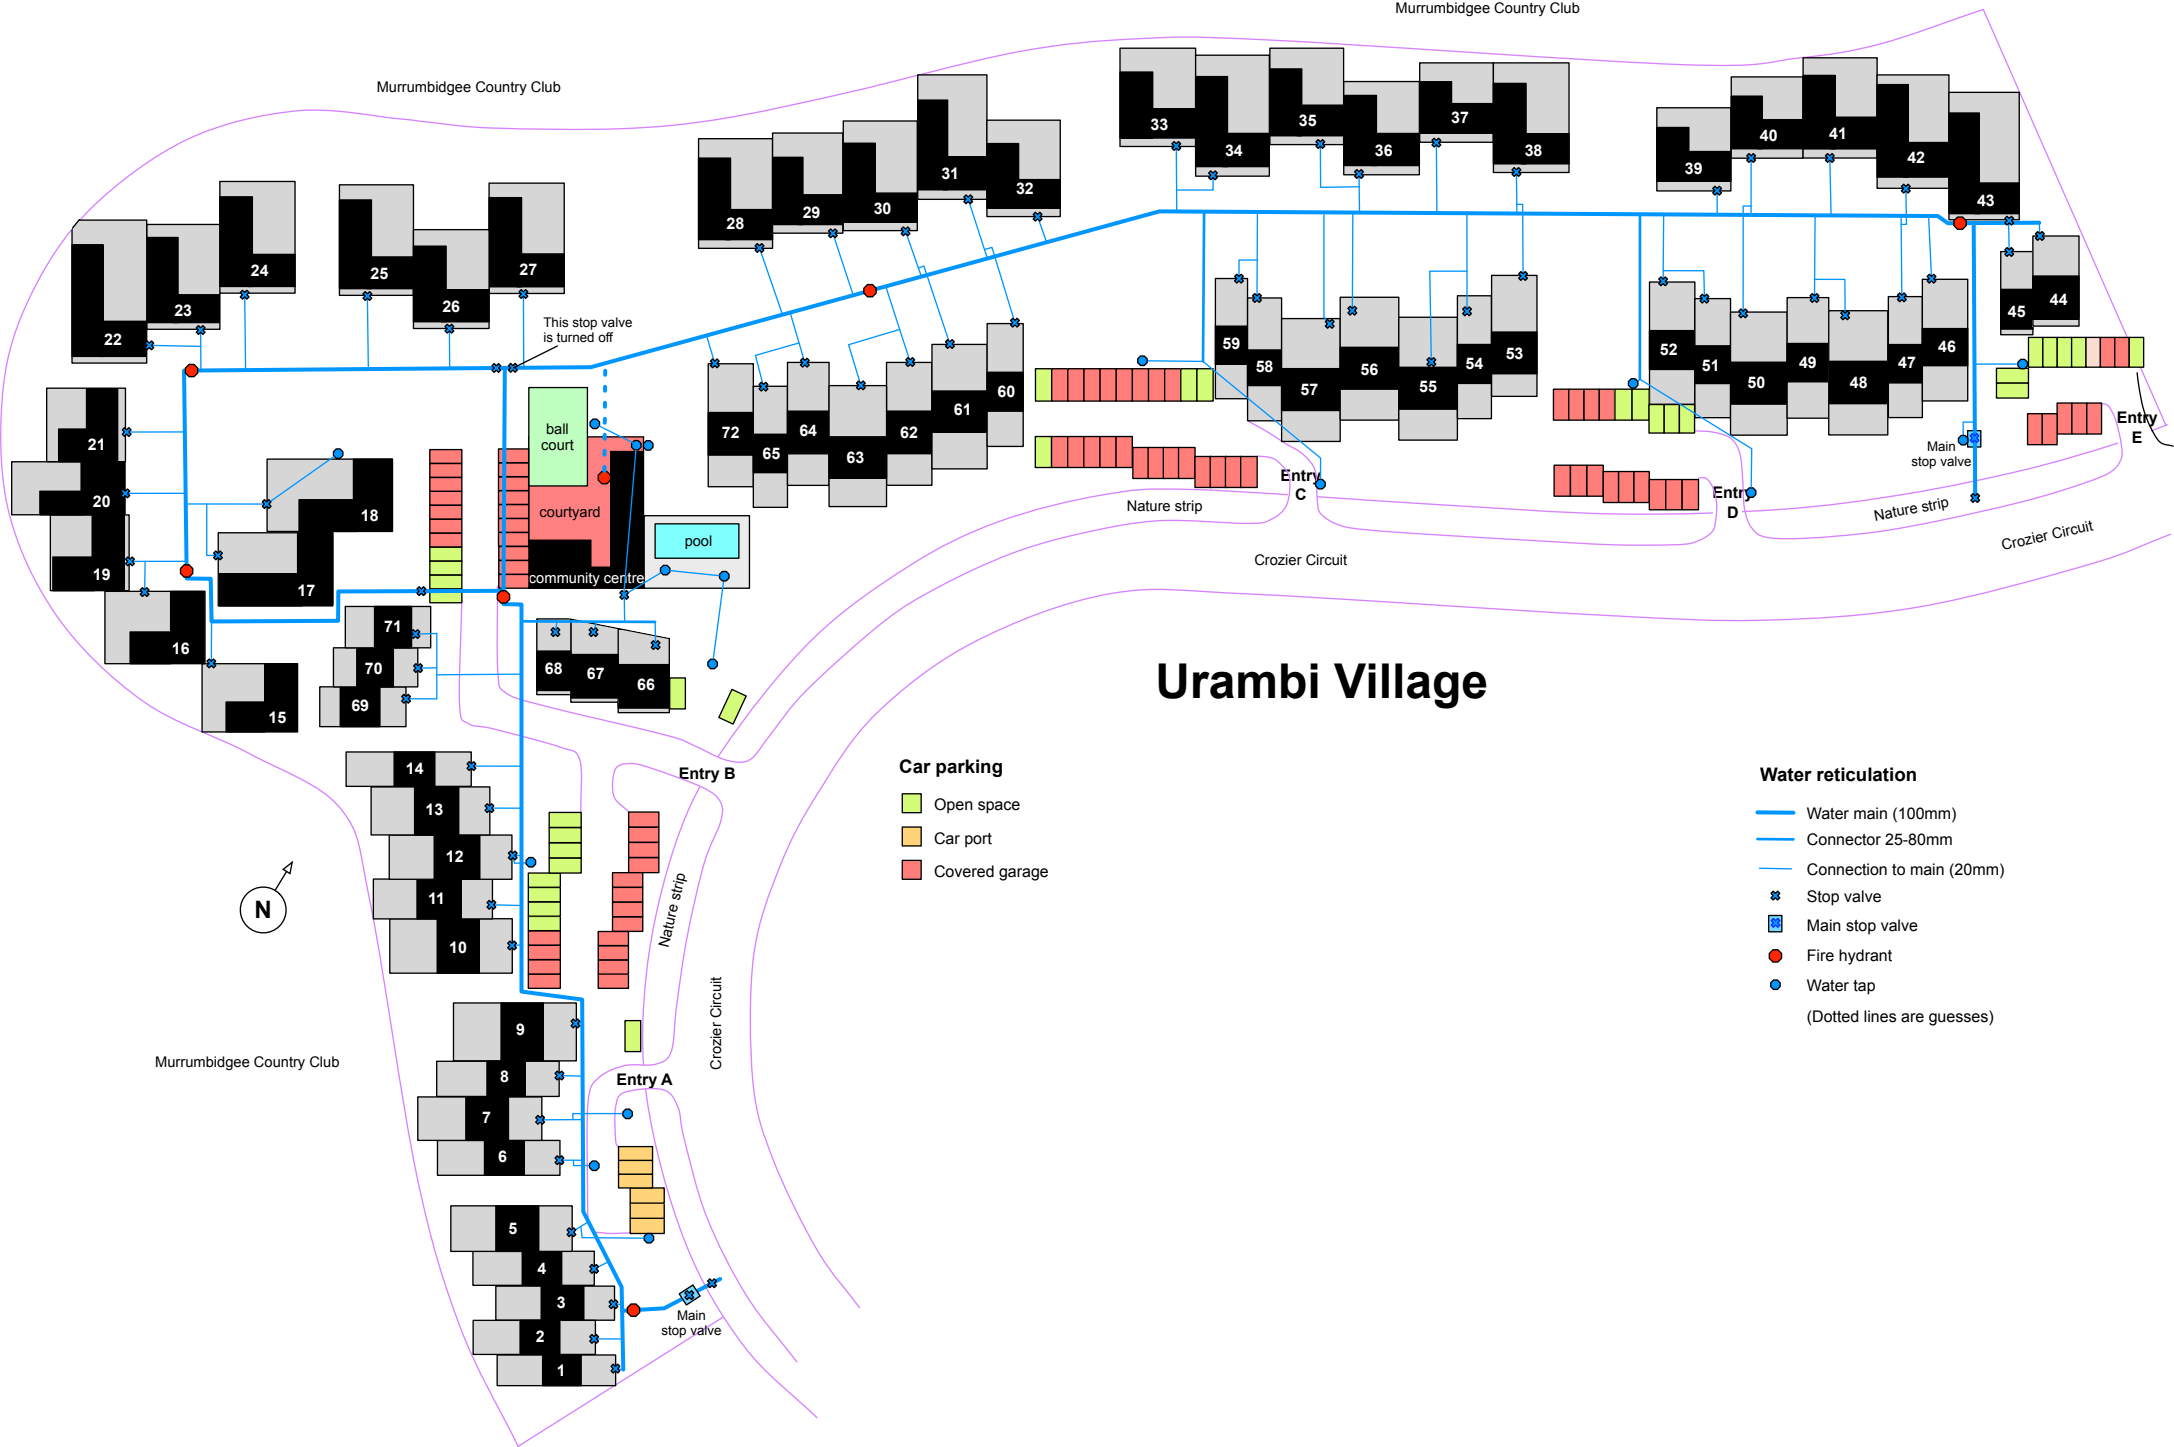 Murrumbidgee Country Club
Murrumbidgee Country Club
33
34
35
36
37
38
39
40
41
42
43
28
29
30
31
32
22
23
24
25
26
27
This stop valve
is turned off
59
58
57
56
55
54
53
52
51
50
49
48
47
46
45
44
72
65
64
63
62
61
60
21
20
19
18
17
16
15
ball
court
courtyard
community centre
pool
Entry
C
Entry
D
Entry
E
Main
stop valve
Nature strip
Nature strip
Crozier Circuit
Crozier Circuit
71
70
69
68
67
66
Urambi Village
14
13
12
11
10
Entry B
Nature strip
Crozier Circuit
N
Car parking
Open space
Car port
Covered garage
Water reticulation
Water main (100mm)
Connector 25-80mm
Connection to main (20mm)
Stop valve
Main stop valve
Fire hydrant
Water tap
(Dotted lines are guesses)
Murrumbidgee Country Club
9
8
7
6
Entry A
5
4
3
2
1
Main
stop valve